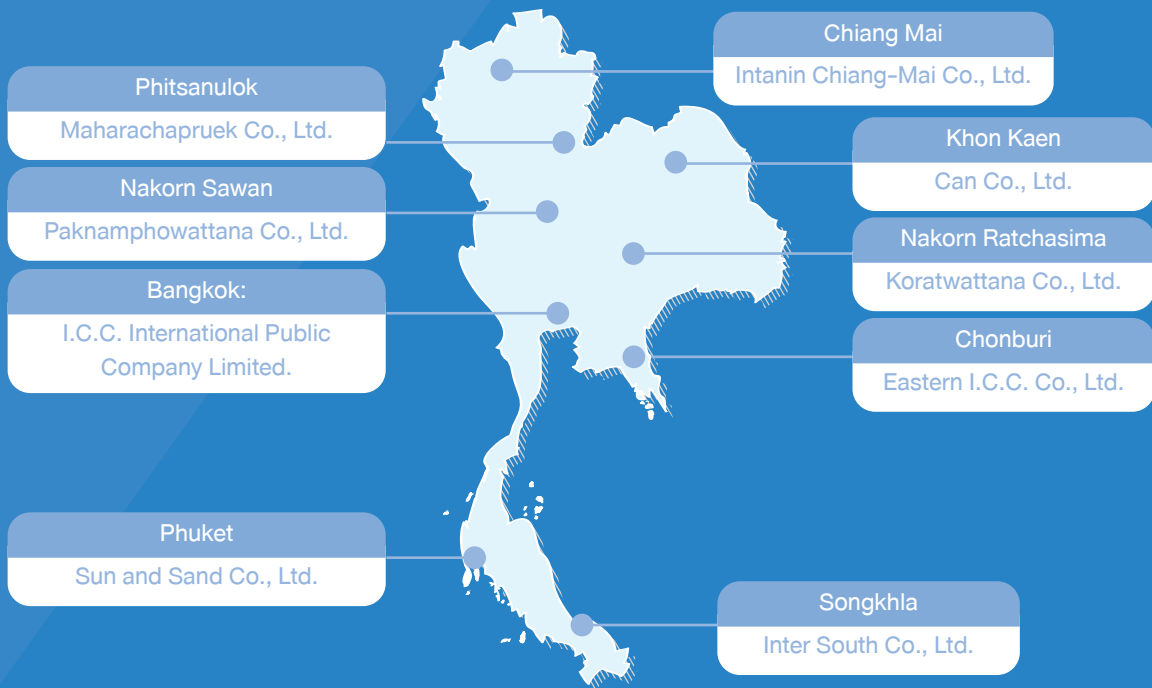 Chiang Mai
Intanin Chiang-Mai Co., Ltd.
Phitsanulok
Maharachapruek Co., Ltd.
Khon Kaen
Can Co., Ltd.
Nakorn Sawan
Paknamphowattana Co., Ltd.
Nakorn Ratchasima
Koratwattana Co., Ltd.
Bangkok:
I.C.C. International Public
Company Limited.
Chonburi
Eastern I.C.C. Co., Ltd.
Phuket
Sun and Sand Co., Ltd.
Songkhla
Inter South Co., Ltd.